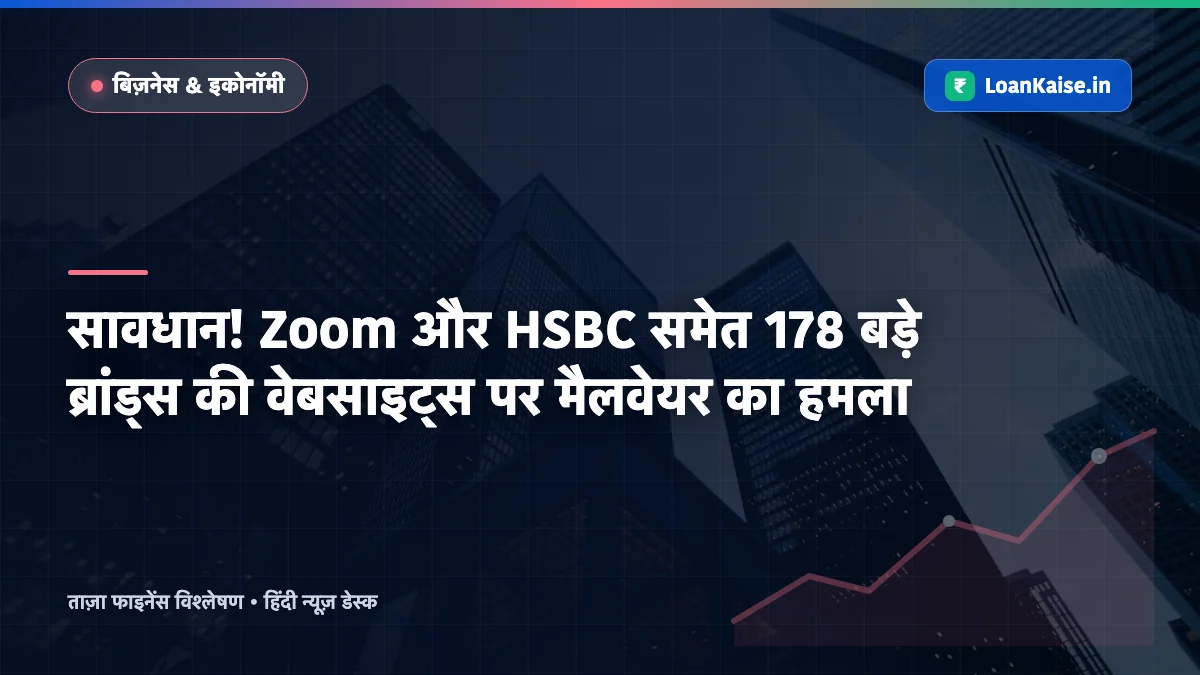 बिज़नेस & इकोनॉमी
₹ LoanKaise.in
सावधान! Zoom और HSBC समेत 178 बड़े
ब्रांड्स की वेबसाइट्स पर मैलवेयर का हमला
ताज़ा फाइनेंस विश्लेषण • हिंदी न्यूज़ डेस्क